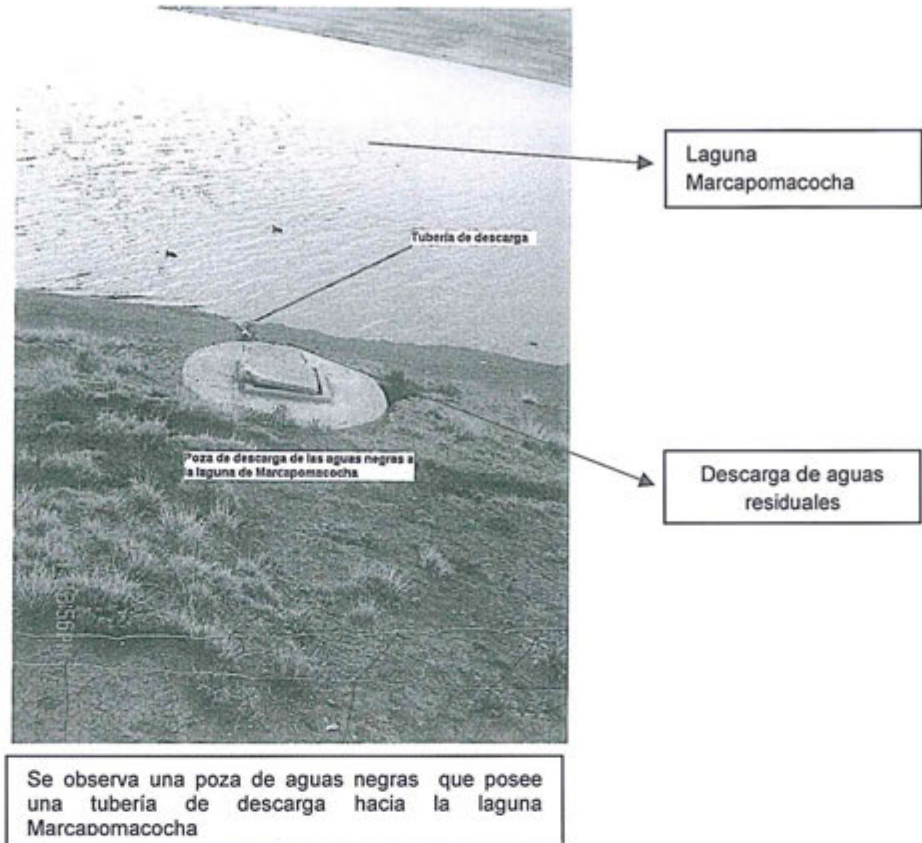 Laguna
Marcapomacocha
Tubería de descarga
Poza de descarga de las aguas negras a
la laguna de Marcapomacocha
Descarga de aguas
residuales
Se observa una poza de aguas negras que posee
una tubería de descarga hacia la laguna
Marcapomacocha